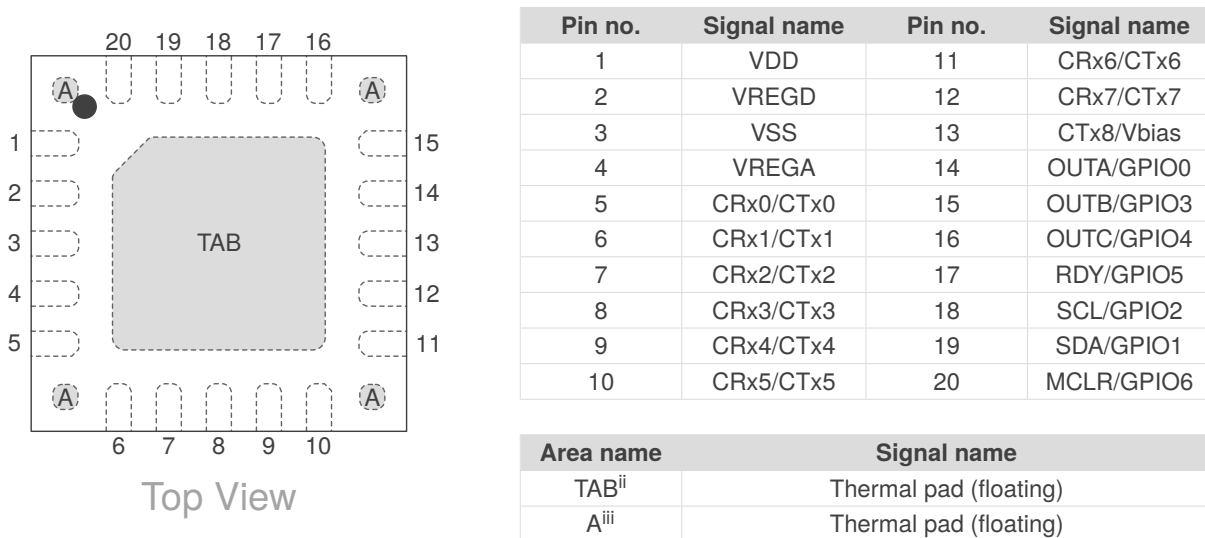 20 19 18 17 16
A A
1 15
2 14
3 TAB 13
4 12
5 11
A A
6 7 8 9 10
Top View
Pin no. Signal name Pin no. Signal name
1 VDD 11 CRx6/CTx6
2 VREGD 12 CRx7/CTx7
3 VSS 13 CTx8/Vbias
4 VREGA 14 OUTA/GPIO0
5 CRx0/CTx0 15 OUTB/GPIO3
6 CRx1/CTx1 16 OUTC/GPIO4
7 CRx2/CTx2 17 RDY/GPIO5
8 CRx3/CTx3 18 SCL/GPIO2
9 CRx4/CTx4 19 SDA/GPIO1
10 CRx5/CTx5 20 MCLR/GPIO6
Area name Signal name
TABii Thermal pad (floating)
Aiii Thermal pad (floating)